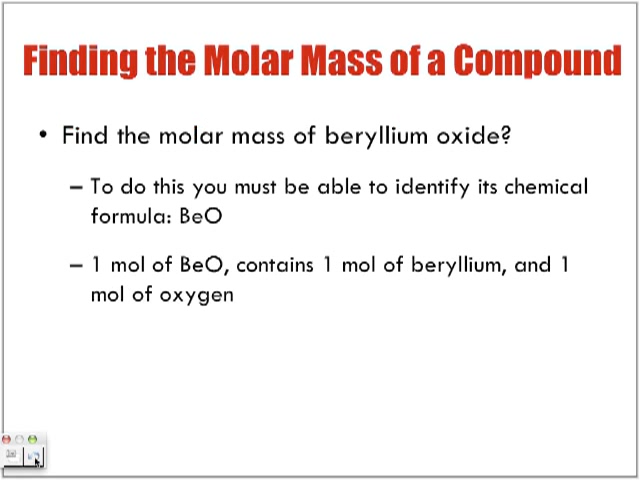 Finding the Molar Mass of a Compound
• Find the molar mass of beryllium oxide?
– To do this you must be able to identify its chemical
formula: BeO
– 1 mol of BeO, contains 1 mol of beryllium, and 1
mol of oxygen